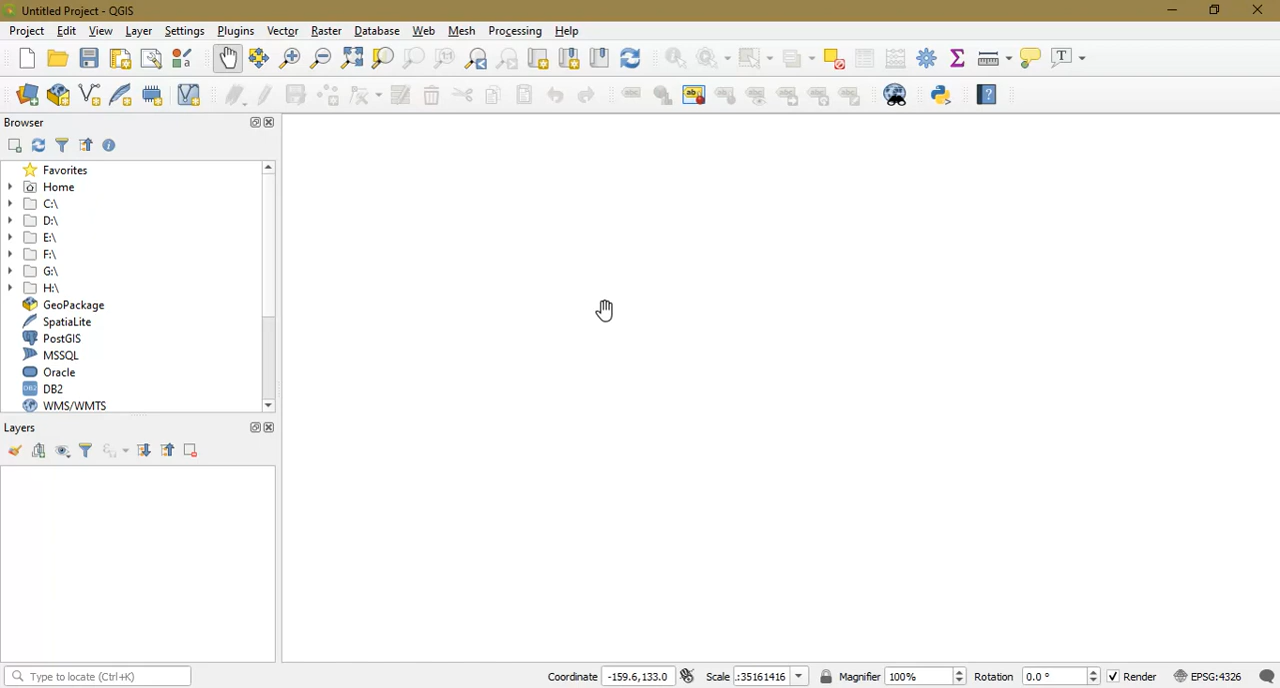 Untitled Project - QGIS
Project Edit View Layer Settings Plugins Vector Raster Database Web Mesh Processing Help
Browser
Favorites
Home
C:\
D:\
E:\
F:\
G:\
H:\
GeoPackage
SpatiaLite
PostGIS
MSSQL
Oracle
DB2
WMS/WMTS
Layers
Type to locate (Ctrl+K) Coordinate -159.6,133.0 Scale :35161416 Magnifier 100% Rotation 0.0 ° Render EPSG:4326